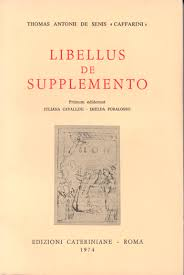 THOMAS ANTONII DE SENIS «CAFFARINI»
LIBELLUS
DE
SUPPLEMENTO
Primum ediderunt
IULIANA CAVALLINI - IMELDA FORALOSSO
EDIZIONI CATERINIANE - ROMA
1974